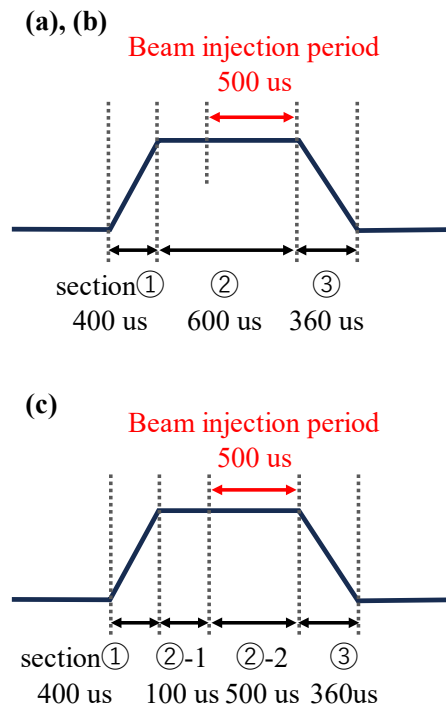 (a), (b)
Beam injection period
500 us
section① ② ③
400 us 600 us 360 us
(c)
Beam injection period
500 us
section① ②-1 ②-2 ③
400 us 100 us 500 us 360us